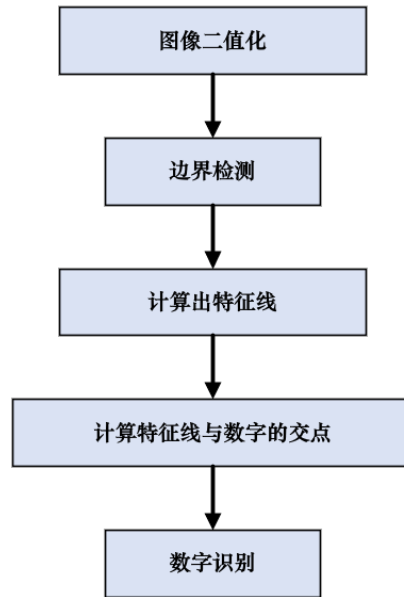 图像二值化
边界检测
计算出特征线
计算特征线与数字的交点
数字识别